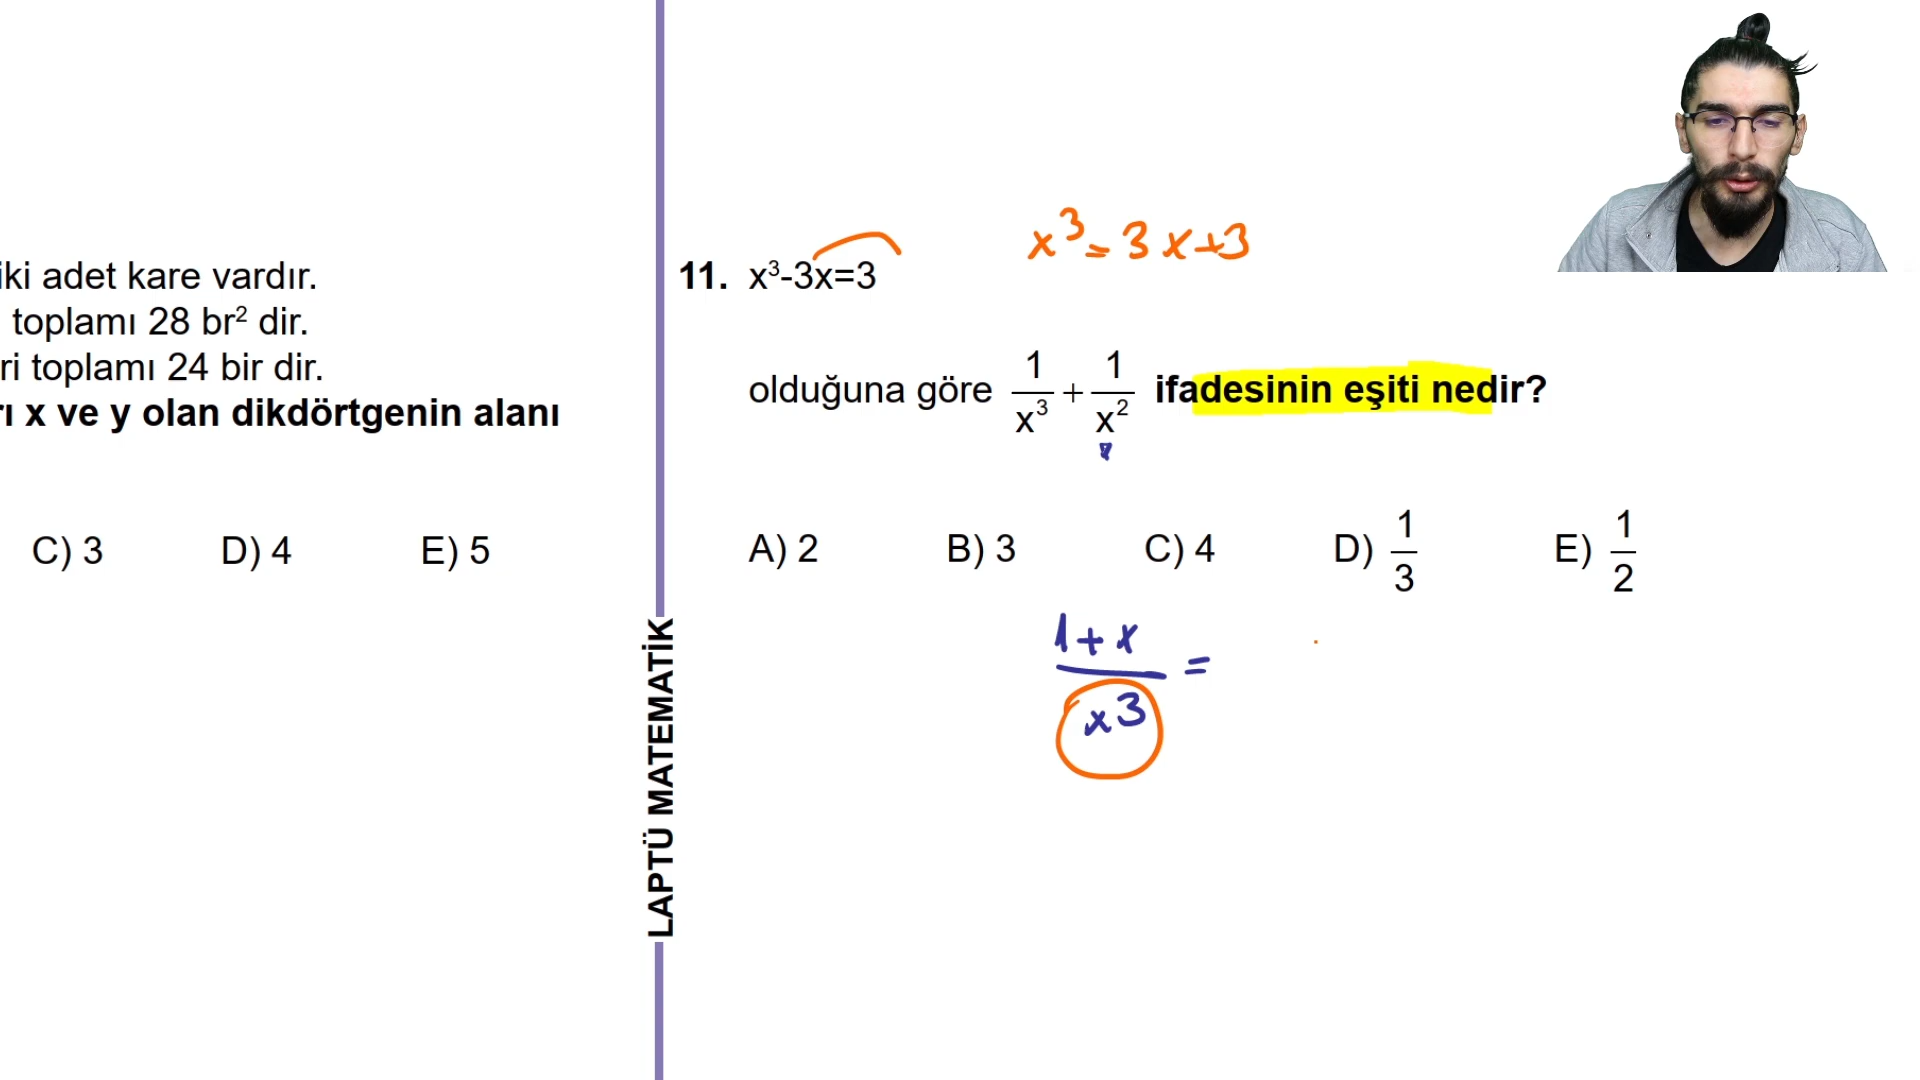 iki adet kare vardır.
toplamı 28 br² dir.
ri toplamı 24 bir dir.
rı x ve y olan dikdörtgenin alanı
C) 3 D) 4 E) 5
LAPTÜ MATEMATİK
x³=3x+3
11. x³-3x=3
olduğuna göre 1/x³ + 1/x² ifadesinin eşiti nedir?
x
A) 2 B) 3 C) 4 D) 1/3 E) 1/2
1+x
x3
=